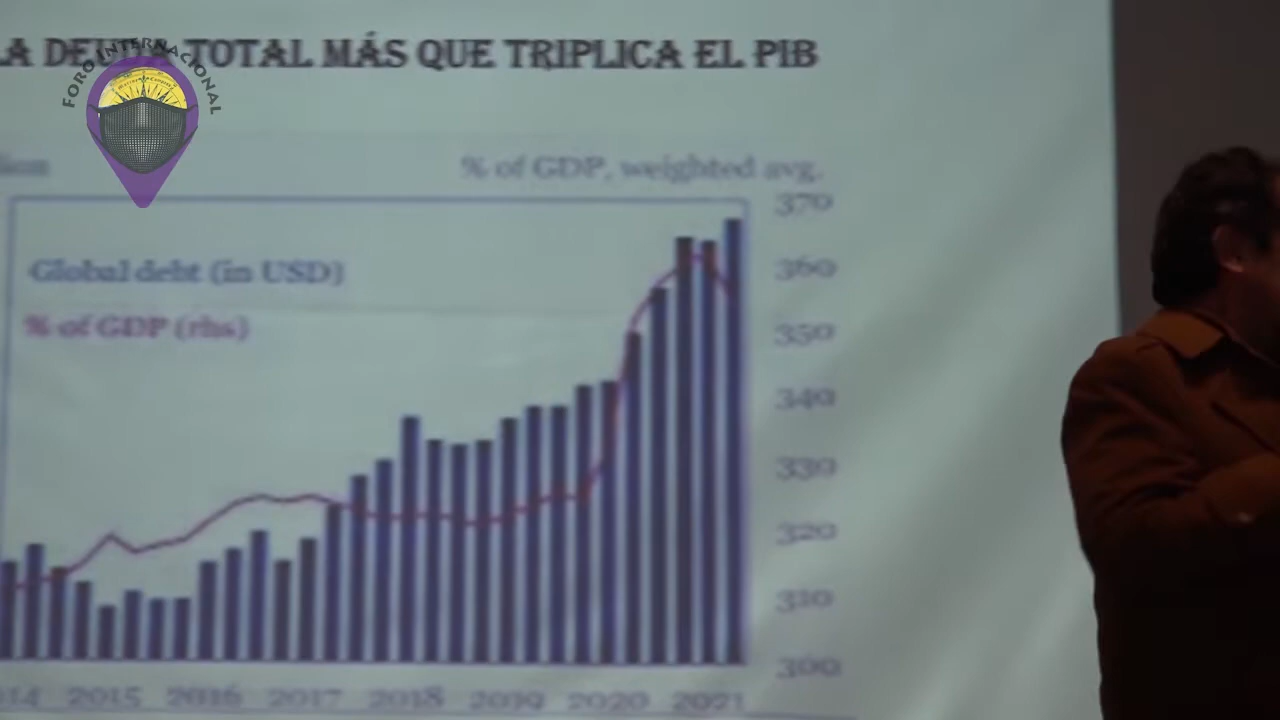 LA DEUDA TOTAL MÁS QUE TRIPLICA EL PIB
FORO INTERNACIONAL
% of GDP, weighted avg.
370
Global debt (in USD)
360
% of GDP (rhs)
350
340
330
320
310
300
2015 2016 2017 2018 2019 2020 2021